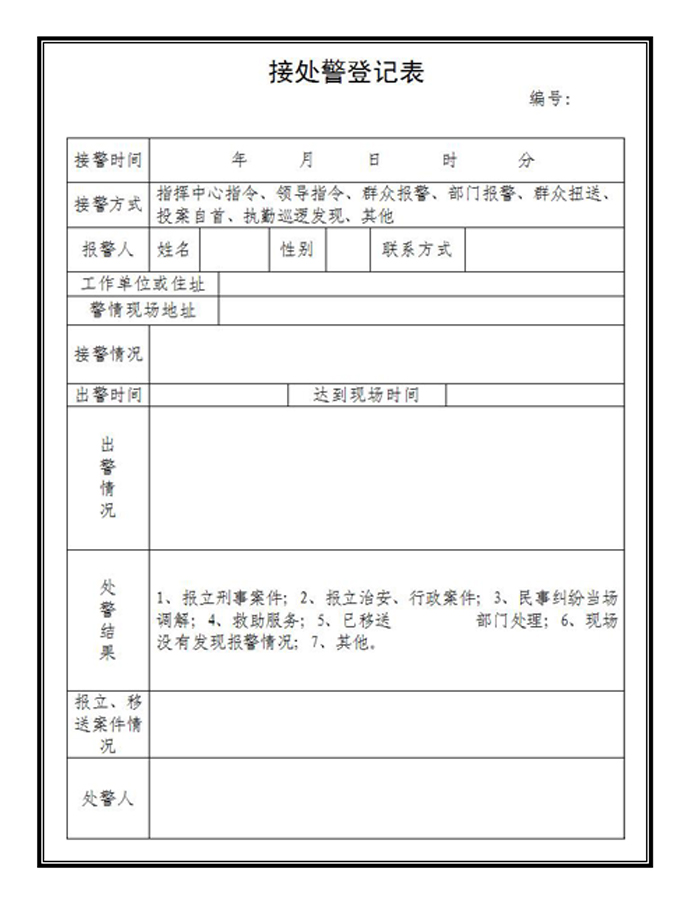 接处警登记表
编号：
接警时间 年 月 日 时 分
接警方式 指挥中心指令、领导指令、群众报警、部门报警、群众扭送、
投案自首、执勤巡逻发现、其他
报警人 姓名 性别 联系方式
工作单位或住址
警情现场地址
接警情况
出警时间 达到现场时间
出
警
情
况
处
警
结
果
1、报立刑事案件；2、报立治安、行政案件；3、民事纠纷当场
调解；4、救助服务；5、已移送 部门处理；6、现场
没有发现报警情况；7、其他。
报立、移
送案件情
况
处警人